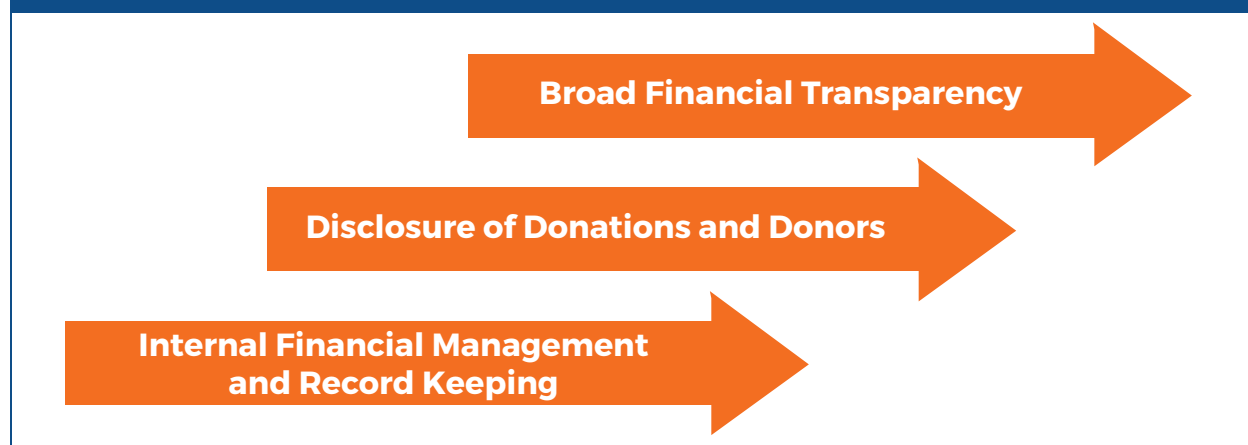 Broad Financial Transparency
Disclosure of Donations and Donors
Internal Financial Management
and Record Keeping